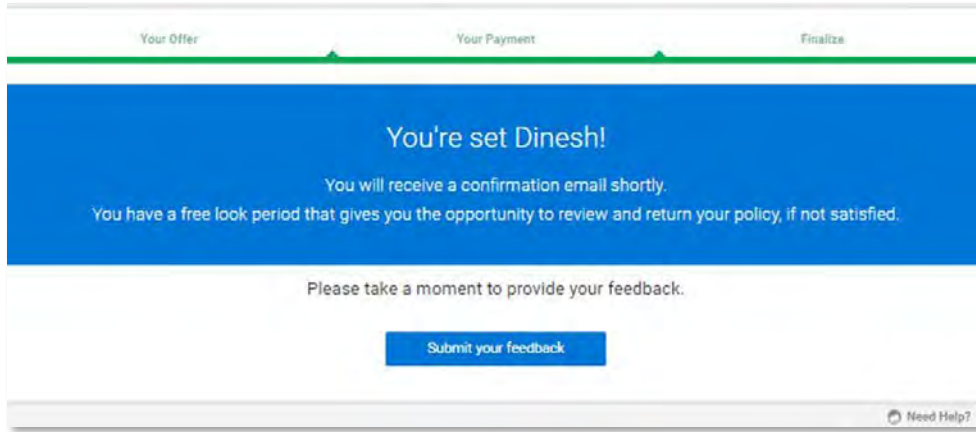 Your Offer
Your Payment
Finalize
You're set Dinesh!
You will receive a confirmation email shortly.
You have a free look period that gives you the opportunity to review and return your policy, if not satisfied.
Please take a moment to provide your feedback.
Submit your feedback
Need Help?